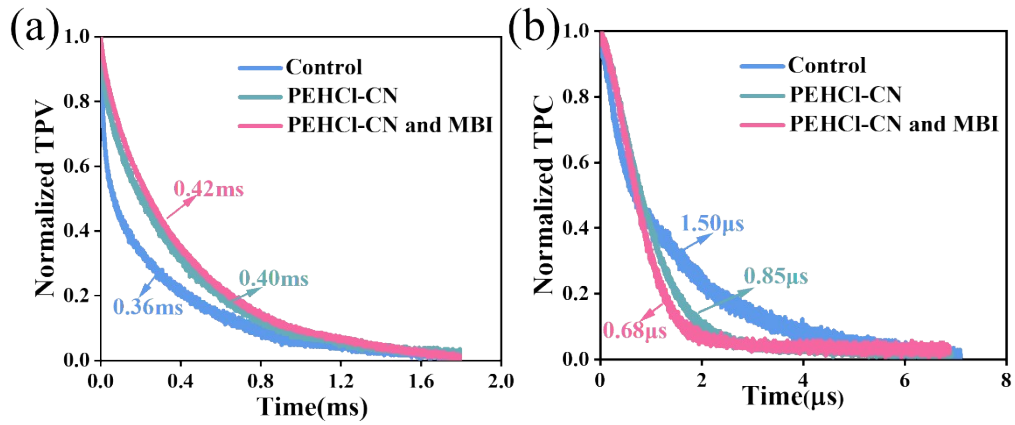 (a)
Normalized TPV
1.0
0.8
0.6
0.4
0.2
0.0
Control
PEHCl-CN
PEHCl-CN and MBI
0.42ms
0.40ms
0.36ms
0.0
0.4
0.8
1.2
1.6
2.0
Time(ms)
(b)
Normalized TPC
1.0
0.8
0.6
0.4
0.2
0.0
Control
PEHCl-CN
PEHCl-CN and MBI
1.50μs
0.85μs
0.68μs
0
2
4
6
8
Time(μs)